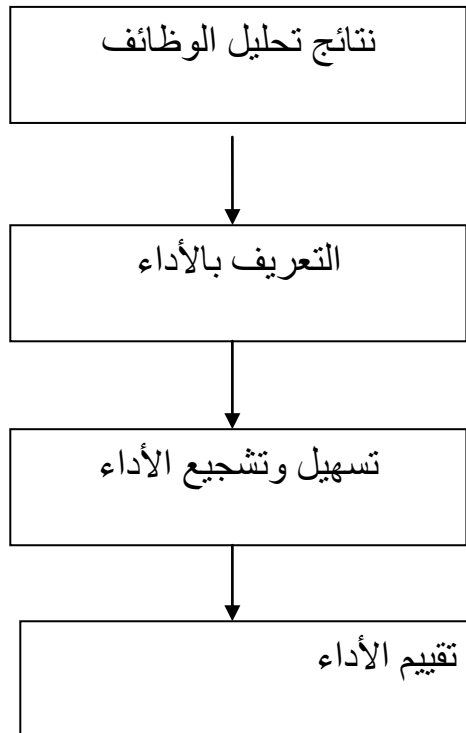 نتائج تحليل الوظائف
التعريف بالأداء
تسهيل وتشجيع الأداء
تقييم الأداء